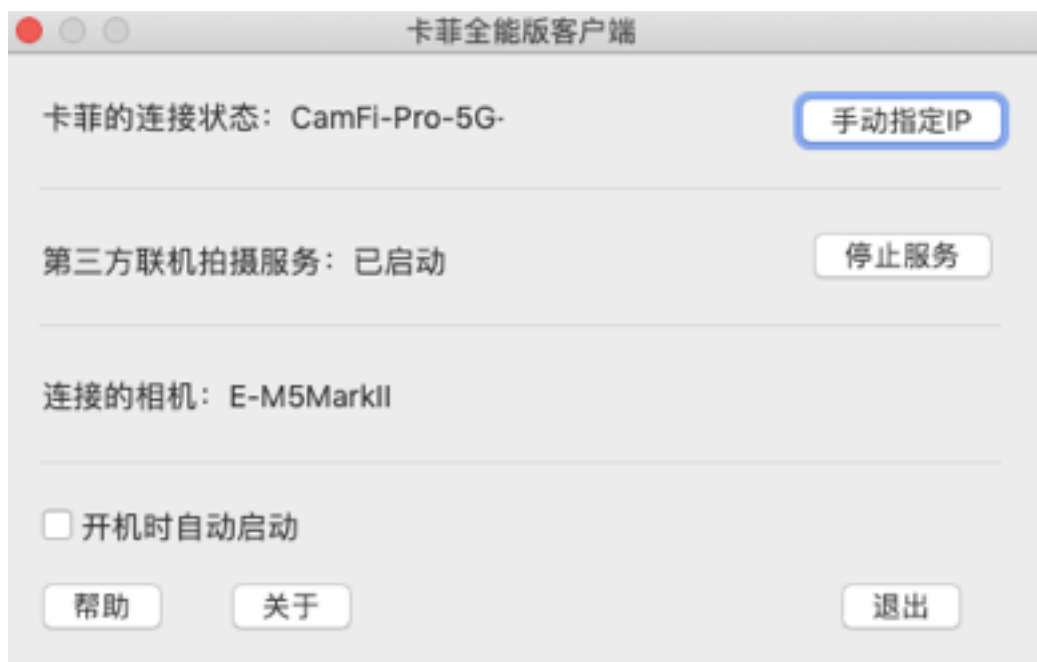 卡菲全能版客户端
卡菲的连接状态：CamFi-Pro-5G-
手动指定IP
第三方联机拍摄服务：已启动
停止服务
连接的相机：E-M5MarkII
开机时自动启动
帮助
关于
退出